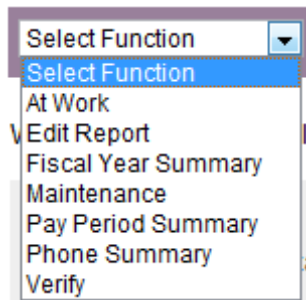 Select Function
Select Function
At Work
Edit Report
Fiscal Year Summary
Maintenance
Pay Period Summary
Phone Summary
Verify